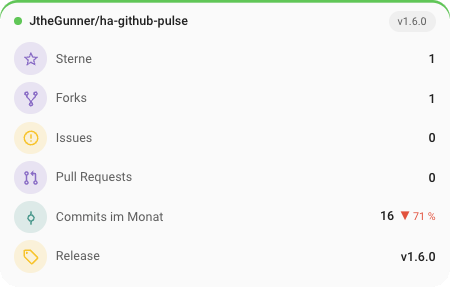 JtheGunner/ha-github-pulse v1.6.0
Sterne 1
Forks 1
Issues 0
Pull Requests 0
Commits im Monat 16 ▼ 71 %
Release v1.6.0